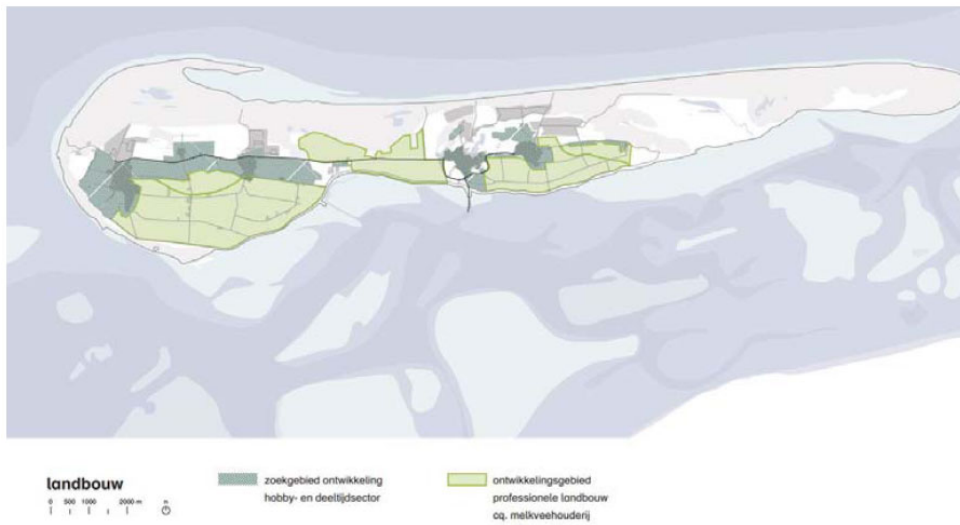 landbouw
0 500 1000 2000 m n
zoekgebied ontwikkeling
hobby- en deeltijdsector
ontwikkelingsgebied
professionele landbouw
cq. melkveehouderij